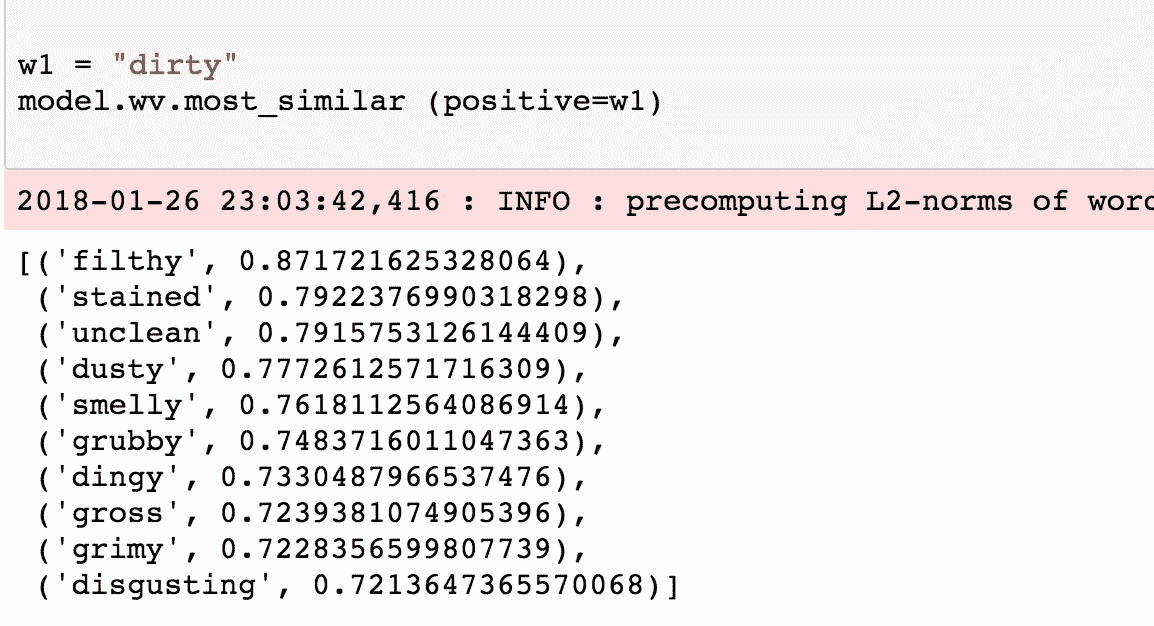 w1 = "dirty"
model.wv.most_similar (positive=w1)
2018-01-26 23:03:42,416 : INFO : precomputing L2-norms of
[('filthy', 0.871721625328064),
('stained', 0.7922376990318298),
('unclean', 0.7915753126144409),
('dusty', 0.7772612571716309),
('smelly', 0.7618112564086914),
('grubby', 0.7483716011047363),
('dingy', 0.7330487966537476),
('gross', 0.7239381074905396),
('grimy', 0.7228356599807739),
('disgusting', 0.7213647365570068)]